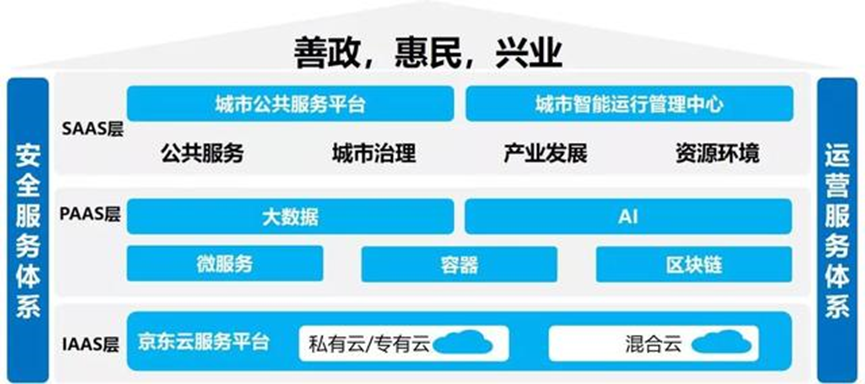 善政，惠民，兴业
安全服务体系
SAAS层
城市公共服务平台
城市智能运行管理中心
公共服务
城市治理
产业发展
资源环境
PAAS层
大数据
AI
微服务
容器
区块链
IAAS层
京东云服务平台
私有云/专有云
混合云
运营服务体系